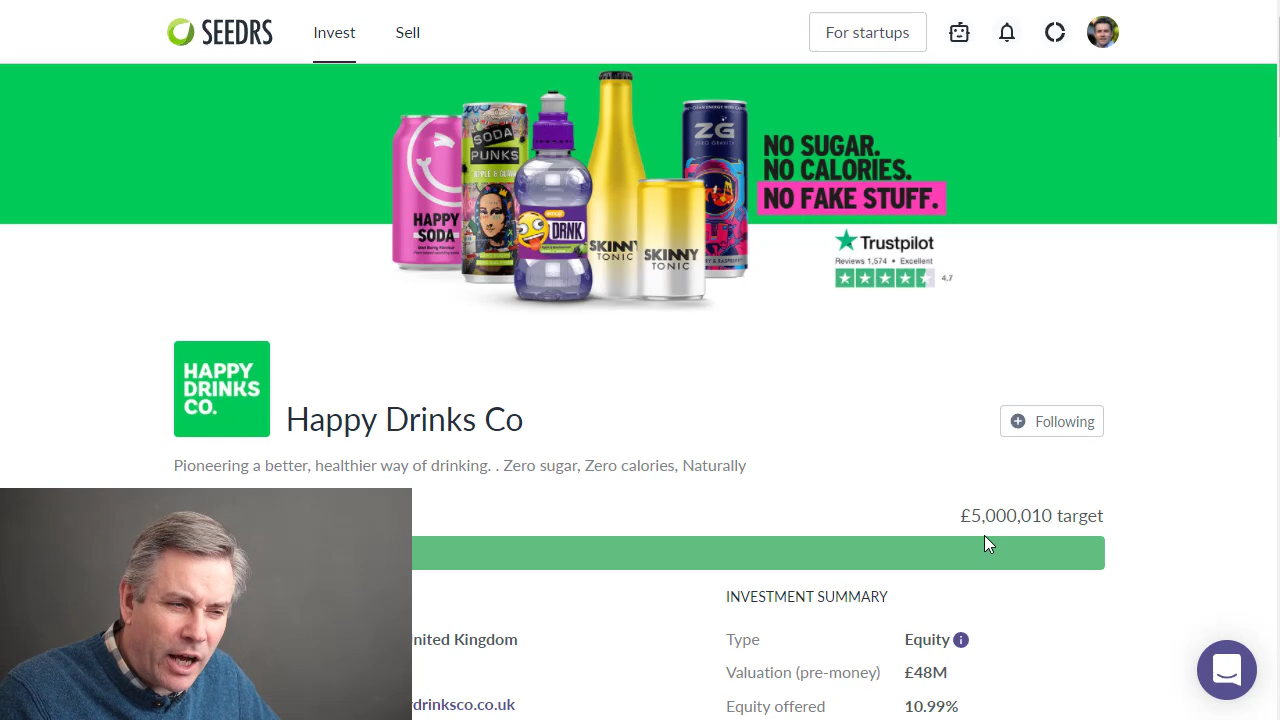 SEEDRS
Invest
Sell
For startups
HAPPY
SODA
SODA
PUNKS
APPLE & GUAVA
DRNK
SKINNY
TONIC
SKINNY
TONIC
ZG
ZERO GRAVITY
NO SUGAR.
NO CALORIES.
NO FAKE STUFF.
Trustpilot
Reviews 1,574 • Excellent
4.7
HAPPY
DRINKS
CO.
Happy Drinks Co
Following
Pioneering a better, healthier way of drinking. . Zero sugar, Zero calories, Naturally
£5,000,010 target
INVESTMENT SUMMARY
nited Kingdom
Type
Equity
Valuation (pre-money)
£48M
drinksco.co.uk
Equity offered
10.99%